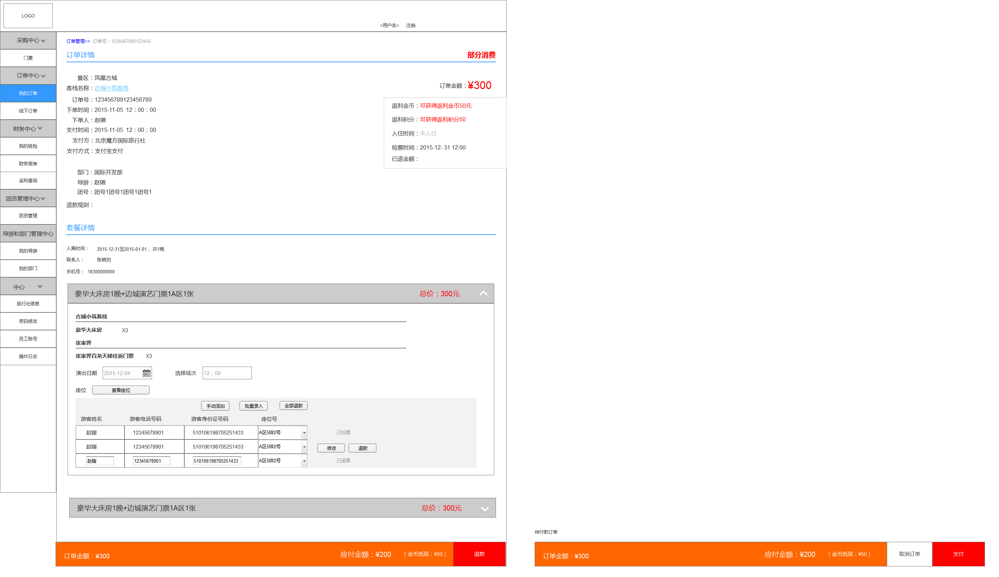 LOGO
<用户名> 注销
采购中心
门票
订单中心
我的订单
线下订单
财务中心
我的钱包
财务报表
返利查询
团员管理中心
团员管理
导游和部门管理中心
我的导游
我的部门
中心
旅行社信息
密码修改
员工账号
操作日志
订单管理>> 订单号：1234567890123456
订单详情 部分消费
景区：凤凰古城
客栈名称：古城小筑客栈
订单号：123456789123456789
下单时间：2015-11-05 12：00：00
下单人：赵锴
支付时间：2015-11-05 12：00：00
支付方：北京魔方国际旅行社
支付方式：支付宝支付
部门：国际开发部
导游：赵锴
团号：团号1团号1团号1团号1
退款规则：
订单金额：¥300
返利金币：可获得返利金币50元
返利积分：可获得返利积分50
入住时间：未入住
检票时间：2015-12- 31 12:00
已退金额：
套餐详情
入离时间： 2015-12-31至2015-01-01 ，共1晚
联系人： 张晓刘
手机号： 18300000000
豪华大床房1晚+边城演艺门票1A区1张 总价：300元
古城小筑客栈
豪华大床房 X3
张家界
张家界百龙天梯往返门票 X3
演出日期 2015-12-04 选择场次 12：00
座位 查看座位
手动添加 批量录入 全部退款
游客姓名 游客电话号码 游客身份证号码 座位号
赵锴 12345678901 510106198705251433 A区5排2号 已检票
赵锴 12345678901 510106198705251433 A区5排2号 修改 退款
赵锴 12345678901 510106198705251433 A区5排2号 已退票
豪华大床房1晚+边城演艺门票1A区1张 总价：300元
订单金额：¥300 应付金额：¥200 （金币抵现：¥50） 退款
待付款订单
订单金额：¥300 应付金额：¥200 （金币抵现：¥50） 取消订单 支付